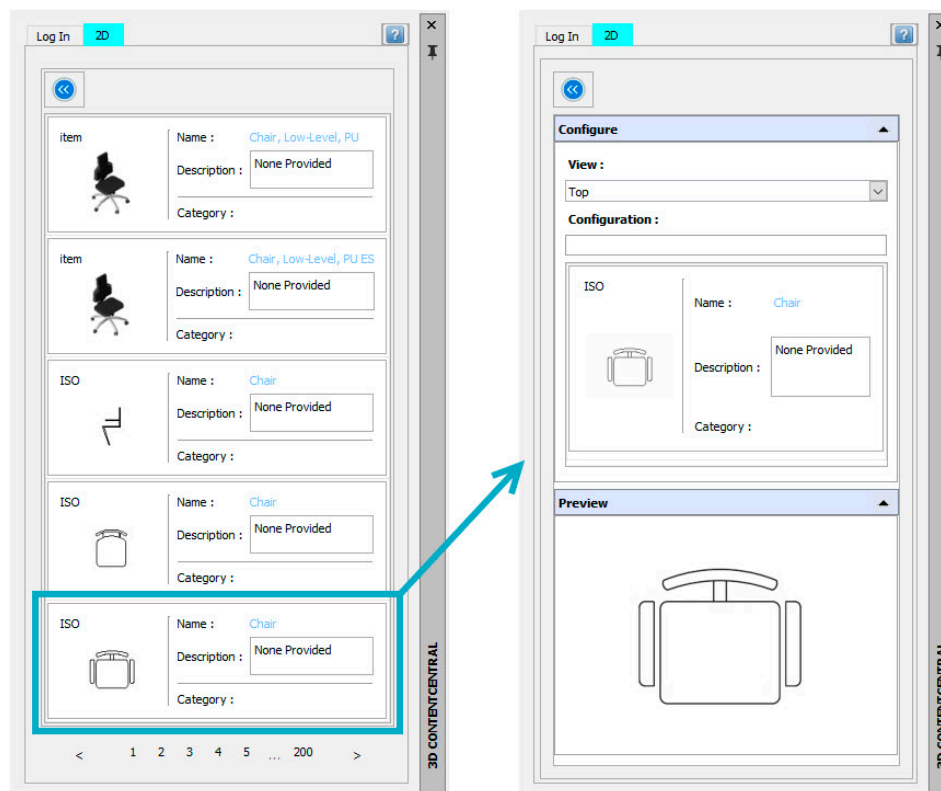 Log In 2D ?
item
Name : Chair, Low-Level, PU
Description : None Provided
Category :
item
Name : Chair, Low-Level, PU ES
Description : None Provided
Category :
ISO
Name : Chair
Description : None Provided
Category :
ISO
Name : Chair
Description : None Provided
Category :
ISO
Name : Chair
Description : None Provided
Category :
< 1 2 3 4 5 ... 200 >
3D CONTENTCENTRAL
Log In 2D ?
Configure
View :
Top
Configuration :
ISO
Name : Chair
Description : None Provided
Category :
Preview
3D CONTENTCENTRAL